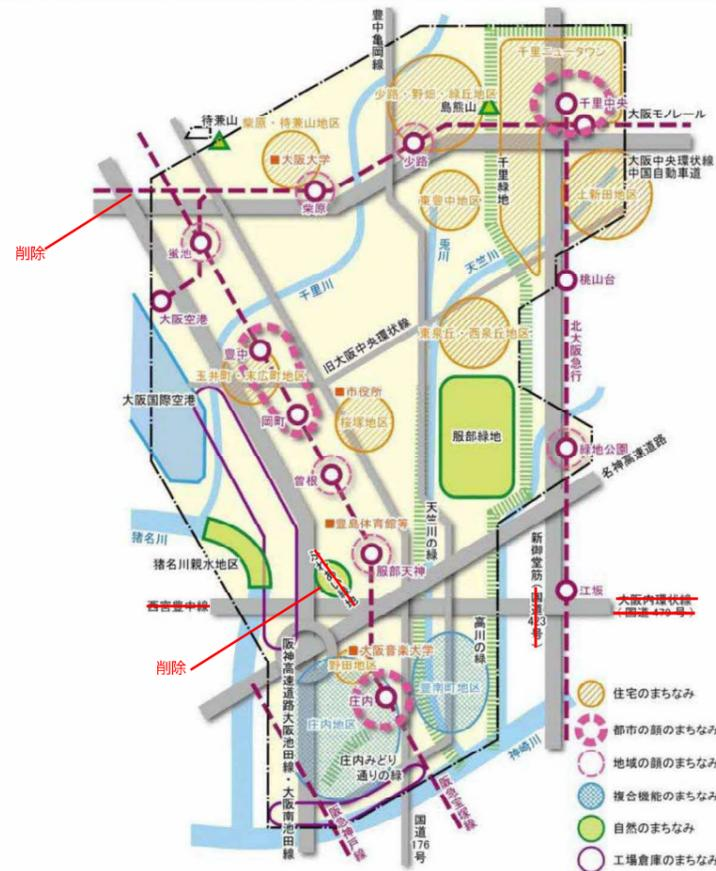 豊中亀岡線
千里ニュータウン
少路・野畑・緑丘地区
島熊山
千里中央
大阪モノレール
待兼山
柴原・待兼山地区
■大阪大学
少路
大阪中央環状線
中国自動車道
千里緑地
柴原
東豊中地区
上新田地区
削除
蛍池
兎川
天竺川
千里川
桃山台
大阪空港
旧大阪中央環状線
東泉丘・西泉丘地区
北大阪急行
豊中
玉井町・末広町地区
大阪国際空港
■市役所
岡町
桜塚地区
服部緑地
緑地公園
名神高速道路
曽根
天竺川の緑
■豊島体育館等
猪名川
服部天神
新御堂筋(国道423号)
猪名川親水地区
江坂
西宮豊中線
大阪内環状線
(国道479号)
高川の緑
削除
■大阪音楽大学
野田地区
阪神高速道路大阪池田線・大阪南池田線
庄内
豊南町地区
庄内地区
住宅のまちなみ
都市の顔のまちなみ
庄内みどり
通りの緑
神崎川
地域の顔のまちなみ
複合機能のまちなみ
阪急神戸線
阪急宝塚線
国道176号
自然のまちなみ
工場倉庫のまちなみ